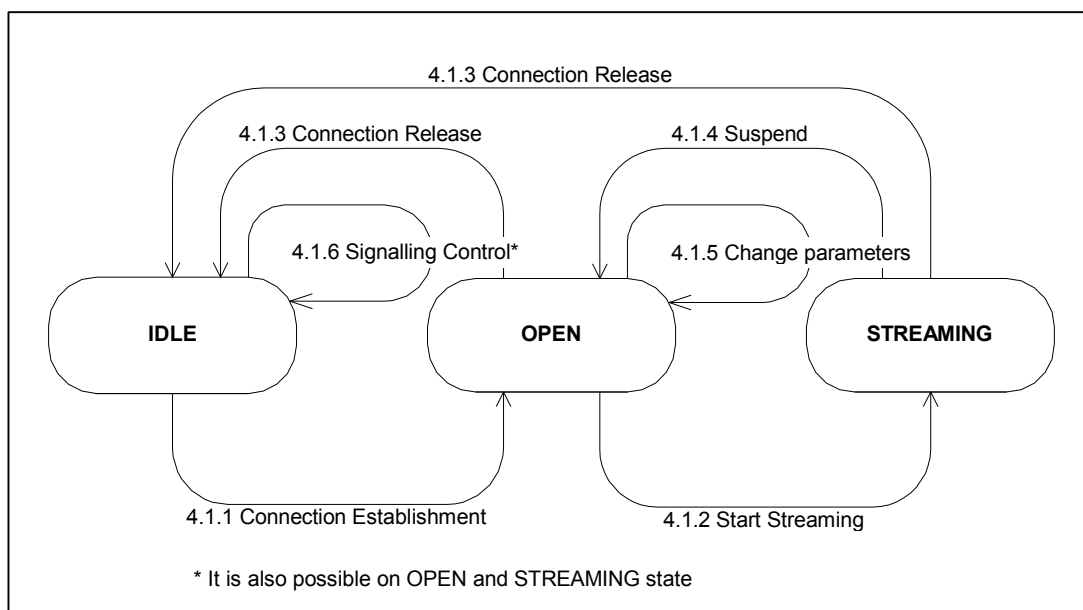 4.1.3 Connection Release
4.1.3 Connection Release
4.1.4 Suspend
4.1.6 Signalling Control*
4.1.5 Change parameters
IDLE
OPEN
STREAMING
4.1.1 Connection Establishment
4.1.2 Start Streaming
* It is also possible on OPEN and STREAMING state